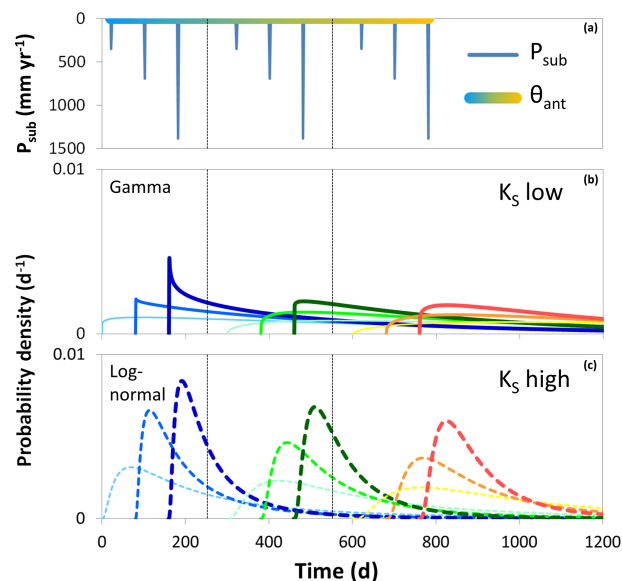 0
500
1000
1500
P_sub (mm yr⁻¹)
(a)
P_sub
θ_ant
0.01
0
Gamma
(b)
K_S low
Probability density (d⁻¹)
0.01
0
Log-
normal
(c)
K_S high
0 200 400 600 800 1000 1200
Time (d)